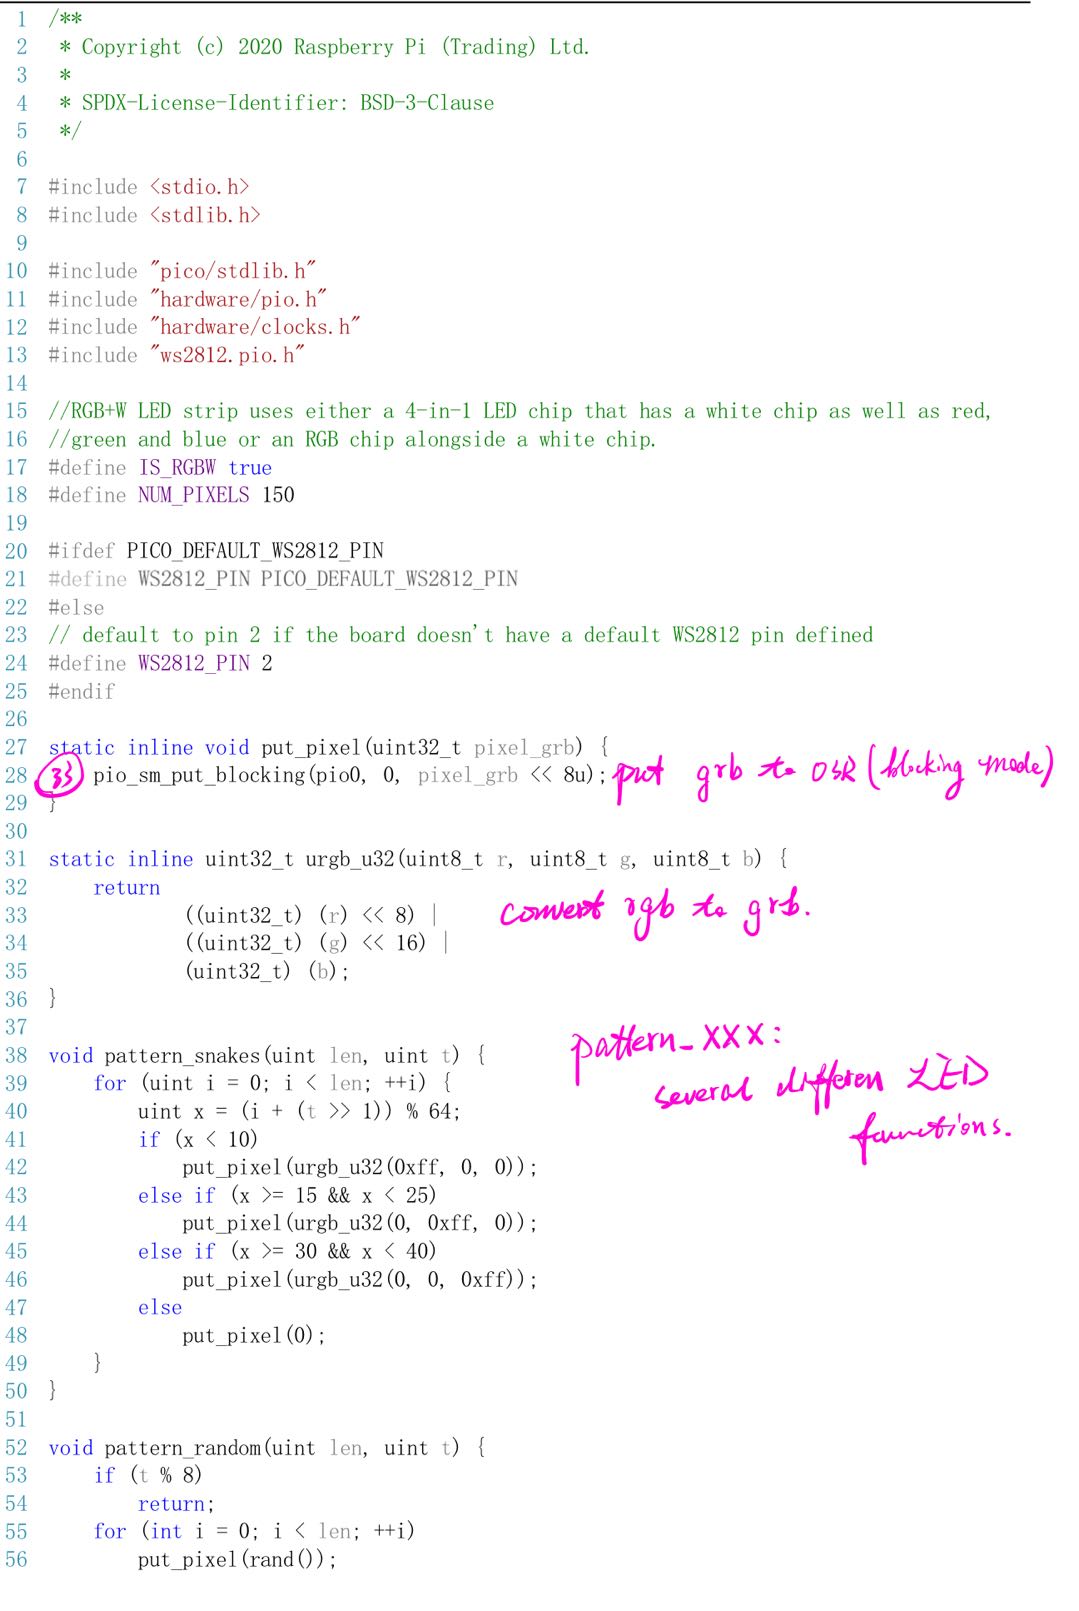 1 /**
2 * Copyright (c) 2020 Raspberry Pi (Trading) Ltd.
3 *
4 * SPDX-License-Identifier: BSD-3-Clause
5 */
6
7 #include <stdio.h>
8 #include <stdlib.h>
9
10 #include "pico/stdlib.h"
11 #include "hardware/pio.h"
12 #include "hardware/clocks.h"
13 #include "ws2812.pio.h"
14
15 //RGB+W LED strip uses either a 4-in-1 LED chip that has a white chip as well as red,
16 //green and blue or an RGB chip alongside a white chip.
17 #define IS_RGBW true
18 #define NUM_PIXELS 150
19
20 #ifdef PICO_DEFAULT_WS2812_PIN
21 #define WS2812_PIN PICO_DEFAULT_WS2812_PIN
22 #else
23 // default to pin 2 if the board doesn't have a default WS2812 pin defined
24 #define WS2812_PIN 2
25 #endif
26
27 static inline void put_pixel(uint32_t pixel_grb) {
28 33 pio_sm_put_blocking(pio0, 0, pixel_grb << 8u); put grb to OSR (blocking mode)
29 }
30
31 static inline uint32_t urgb_u32(uint8_t r, uint8_t g, uint8_t b) {
32 return
33 ((uint32_t) (r) << 8) | convert rgb to grb.
34 ((uint32_t) (g) << 16) |
35 (uint32_t) (b);
36 }
37
pattern_XXX:
38 void pattern_snakes(uint len, uint t) {
39 for (uint i = 0; i < len; ++i) { several differen LED
40 uint x = (i + (t >> 1)) % 64;
41 if (x < 10) functions.
42 put_pixel(urgb_u32(0xff, 0, 0));
43 else if (x >= 15 && x < 25)
44 put_pixel(urgb_u32(0, 0xff, 0));
45 else if (x >= 30 && x < 40)
46 put_pixel(urgb_u32(0, 0, 0xff));
47 else
48 put_pixel(0);
49 }
50 }
51
52 void pattern_random(uint len, uint t) {
53 if (t % 8)
54 return;
55 for (int i = 0; i < len; ++i)
56 put_pixel(rand());